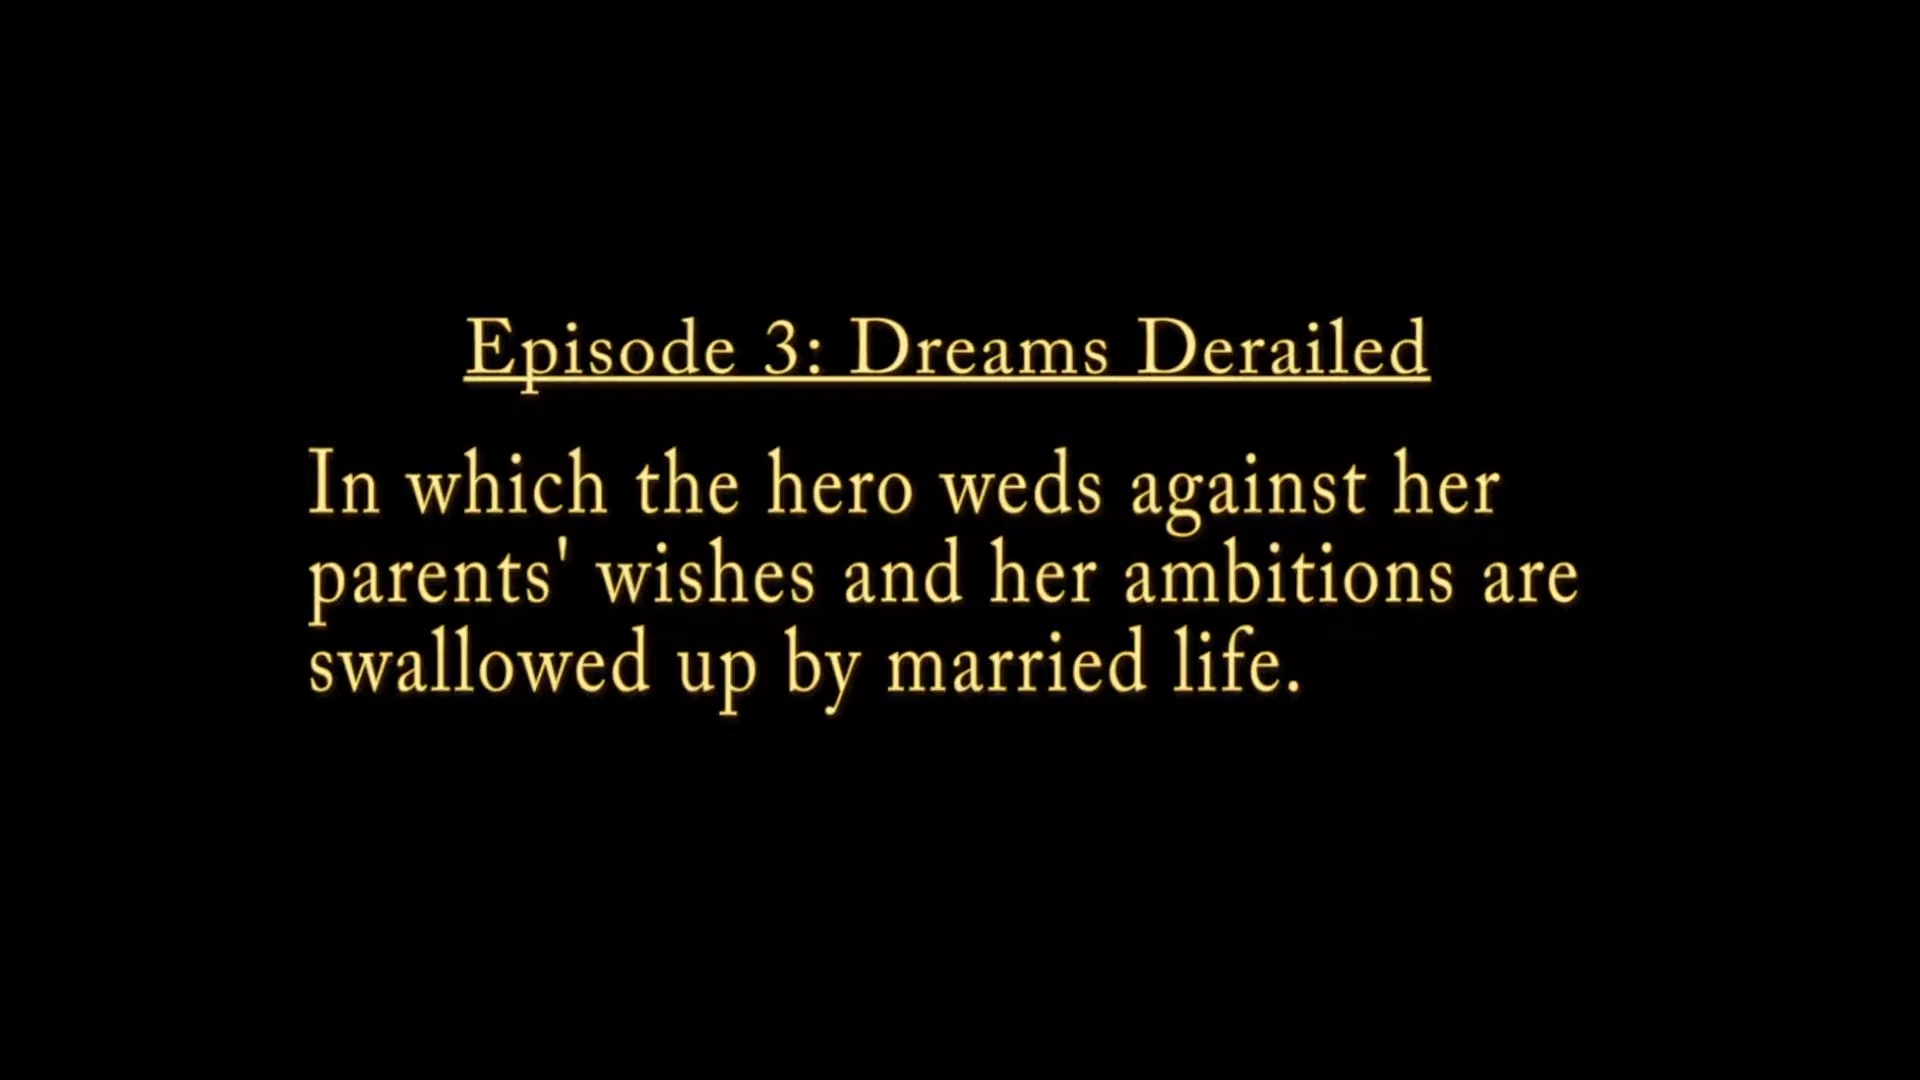 Episode 3: Dreams Derailed
In which the hero weds against her
parents' wishes and her ambitions are
swallowed up by married life.